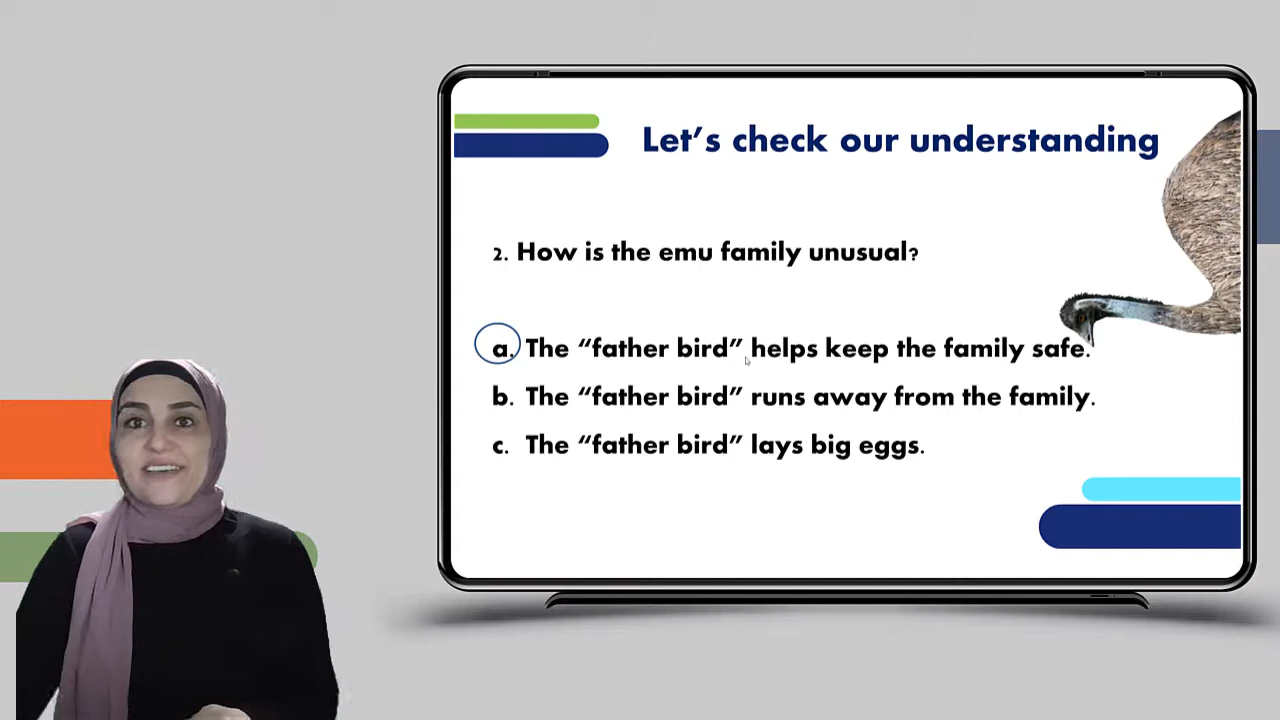 Let's check our understanding
2. How is the emu family unusual?
a. The “father bird” helps keep the family safe.
b. The “father bird” runs away from the family.
c. The “father bird” lays big eggs.